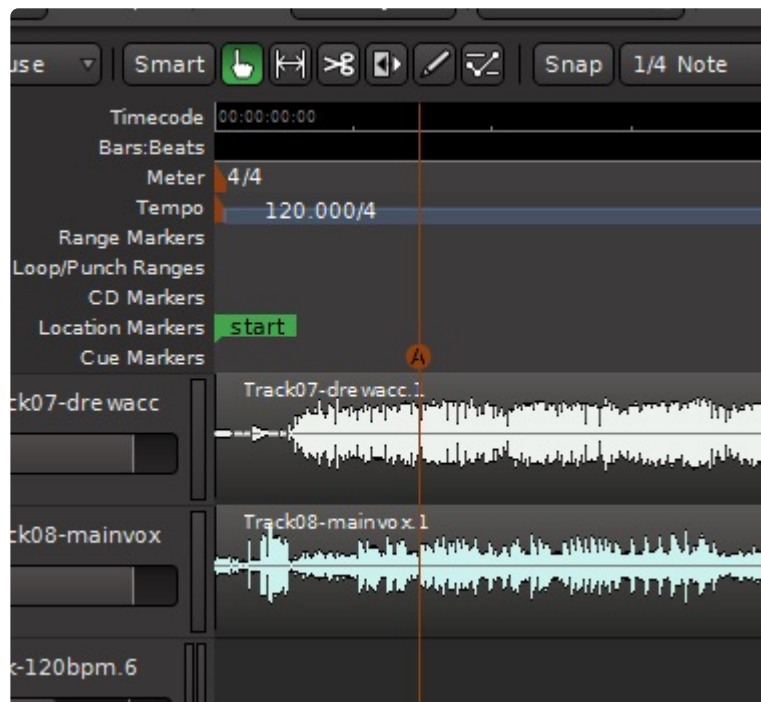 use Smart Snap 1/4 Note
Timecode 00:00:00:00
Bars:Beats
Meter 4/4
Tempo 120.000/4
Range Markers
Loop/Punch Ranges
CD Markers
Location Markers start
Cue Markers A
ck07-drewacc Track07-drewacc.1
ck08-mainvox Track08-mainvox.1
k-120bpm.6